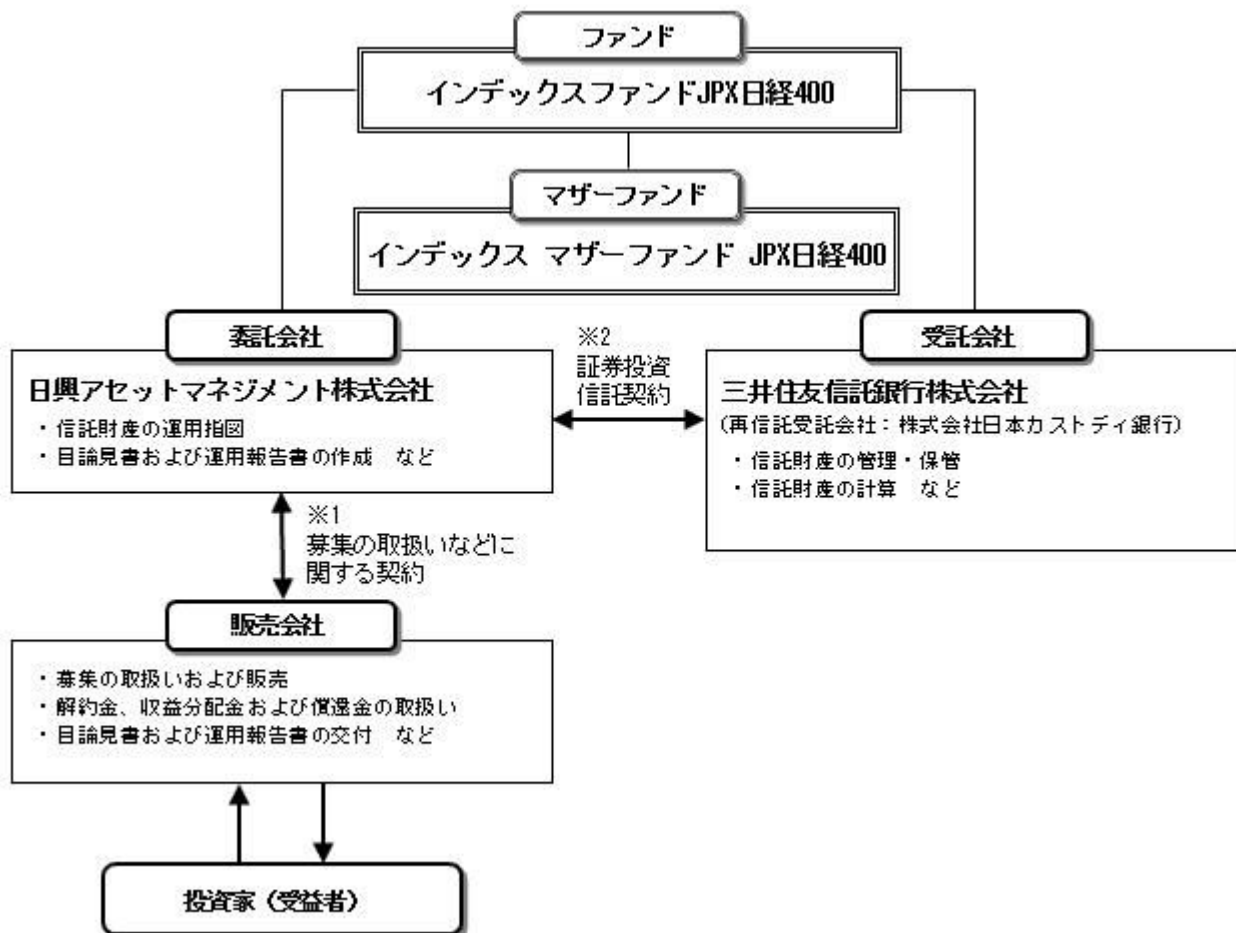 ファンド
インデックスファンドJPX日経400
マザーファンド
インデックス マザーファンド JPX日経400
委託会社
日興アセットマネジメント株式会社
・信託財産の運用指図
・目論見書および運用報告書の作成 など
※2
証券投資
信託契約
受託会社
三井住友信託銀行株式会社
(再信託受託会社：株式会社日本カストディ銀行)
・信託財産の管理・保管
・信託財産の計算 など
※1
募集の取扱いなどに
関する契約
販売会社
・募集の取扱いおよび販売
・解約金、収益分配金および償還金の取扱い
・目論見書および運用報告書の交付 など
投資家（受益者）